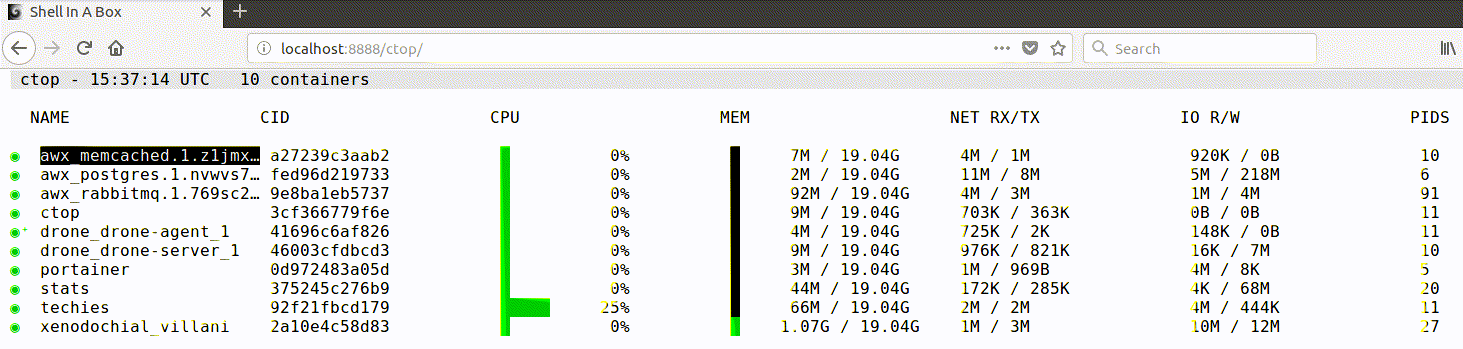 Shell In A Box
localhost:8888/ctop/ Search
ctop - 15:37:14 UTC 10 containers
NAME CID CPU MEM NET RX/TX IO R/W PIDS
awx_memcached.1.z1jmx… a27239c3aab2 0% 7M / 19.04G 4M / 1M 920K / 0B 10
awx_postgres.1.nvwvs7… fed96d219733 0% 2M / 19.04G 11M / 8M 5M / 218M 6
awx_rabbitmq.1.769sc2… 9e8ba1eb5737 0% 92M / 19.04G 4M / 3M 1M / 4M 91
ctop 3cf366779f6e 0% 9M / 19.04G 703K / 363K 0B / 0B 11
drone_drone-agent_1 41696c6af826 0% 4M / 19.04G 725K / 2K 148K / 0B 11
drone_drone-server_1 46003cfdbcd3 0% 9M / 19.04G 976K / 821K 16K / 7M 10
portainer 0d972483a05d 0% 3M / 19.04G 1M / 969B 4M / 8K 5
stats 375245c276b9 0% 44M / 19.04G 172K / 285K 4K / 68M 20
techies 92f21fbcd179 25% 66M / 19.04G 2M / 2M 4M / 444K 11
xenodochial_villani 2a10e4c58d83 0% 1.07G / 19.04G 1M / 3M 10M / 12M 27